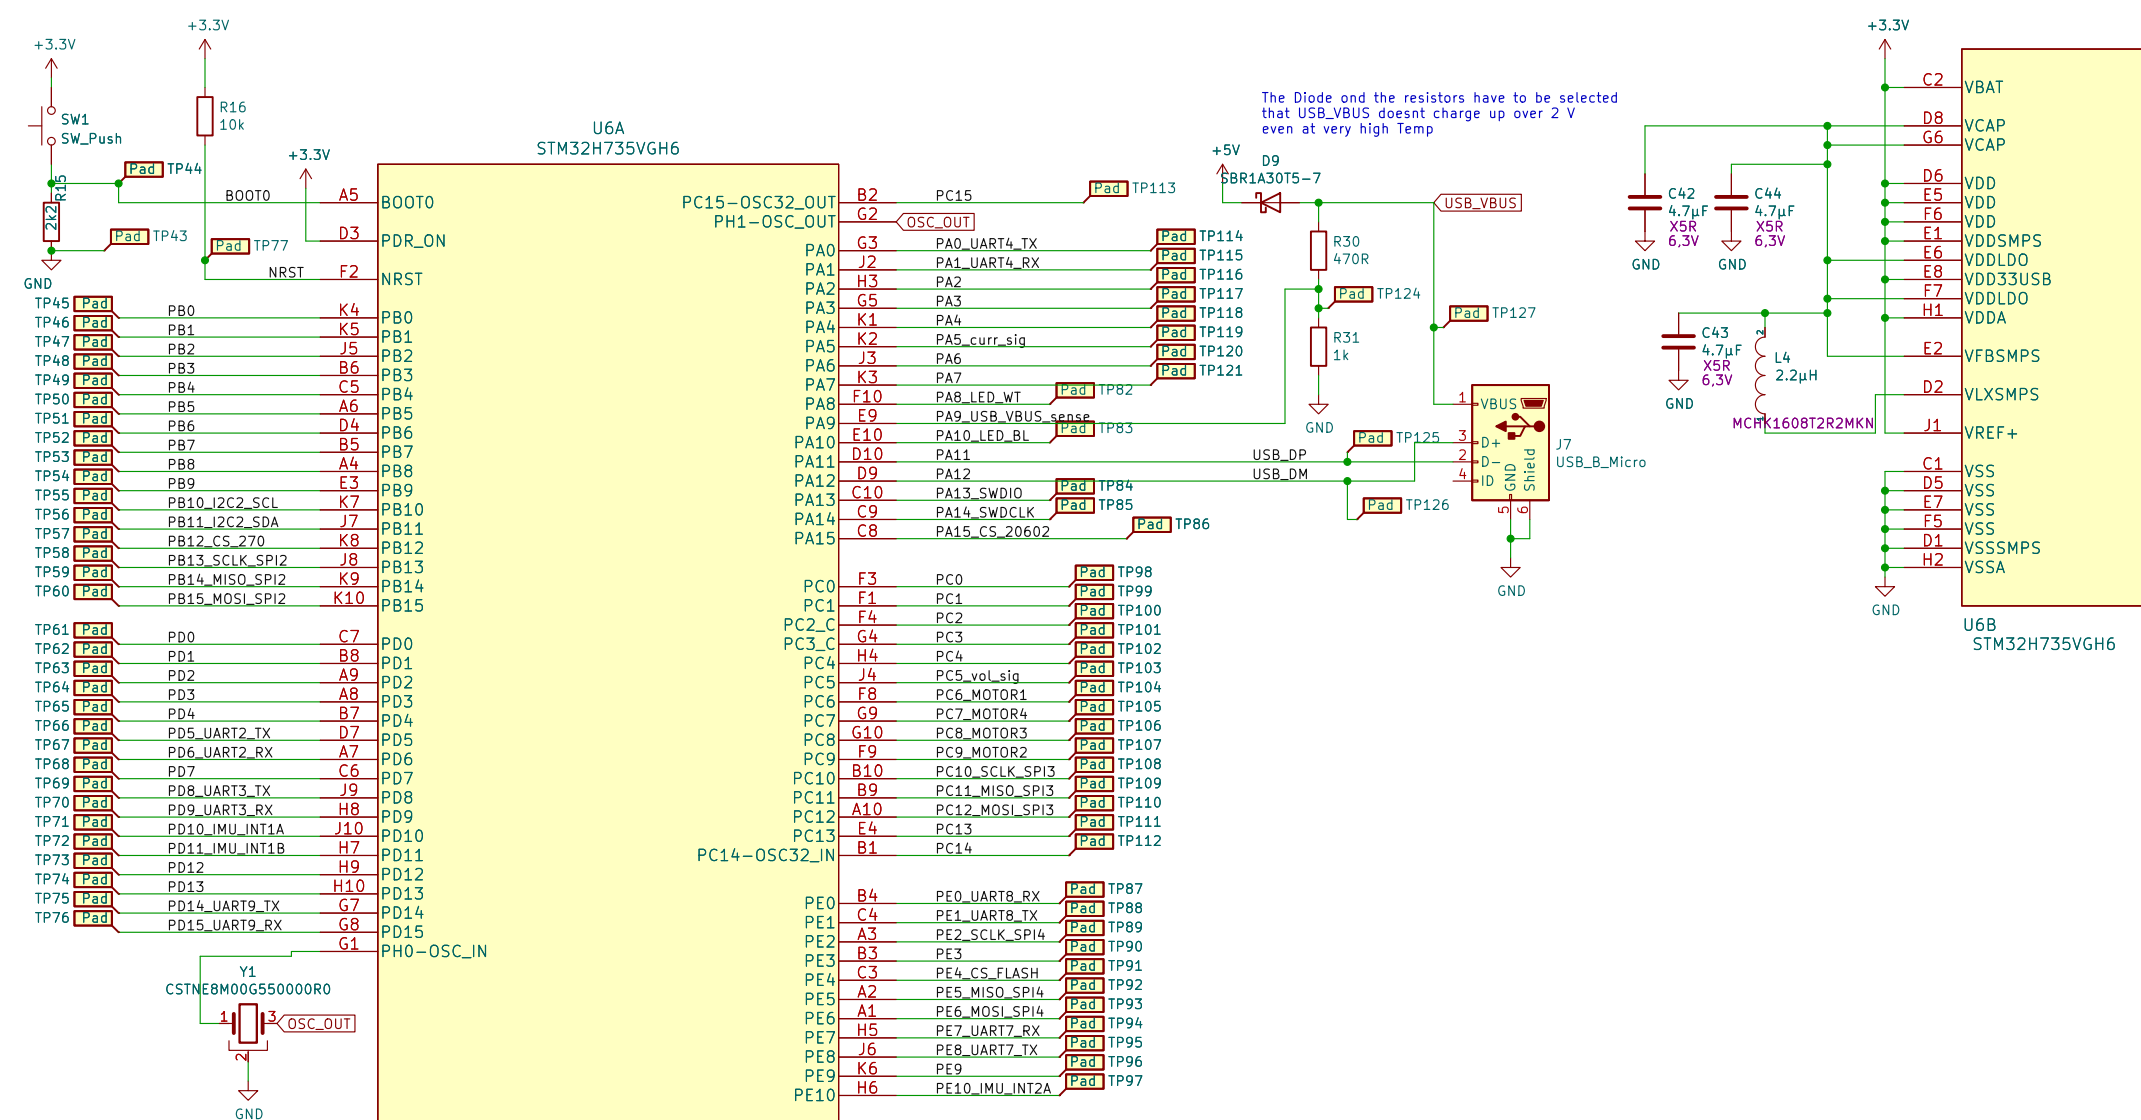 +3.3V
SW1
SW_Push
R15
2k2
GND
+3.3V
R16
10k
Pad TP44
Pad TP43
Pad TP77
+3.3V
BOOT0
NRST
U6A
STM32H735VGH6
A5 BOOT0
D3 PDR_ON
F2 NRST
TP45 Pad PB0 K4 PB0
TP46 Pad PB1 K5 PB1
TP47 Pad PB2 J5 PB2
TP48 Pad PB3 B6 PB3
TP49 Pad PB4 C5 PB4
TP50 Pad PB5 A6 PB5
TP51 Pad PB6 D4 PB6
TP52 Pad PB7 B5 PB7
TP53 Pad PB8 A4 PB8
TP54 Pad PB9 E3 PB9
TP55 Pad PB10_I2C2_SCL K7 PB10
TP56 Pad PB11_I2C2_SDA J7 PB11
TP57 Pad PB12_CS_270 K8 PB12
TP58 Pad PB13_SCLK_SPI2 J8 PB13
TP59 Pad PB14_MISO_SPI2 K9 PB14
TP60 Pad PB15_MOSI_SPI2 K10 PB15
TP61 Pad PD0 C7 PD0
TP62 Pad PD1 B8 PD1
TP63 Pad PD2 A9 PD2
TP64 Pad PD3 A8 PD3
TP65 Pad PD4 B7 PD4
TP66 Pad PD5_UART2_TX D7 PD5
TP67 Pad PD6_UART2_RX A7 PD6
TP68 Pad PD7 C6 PD7
TP69 Pad PD8_UART3_TX J9 PD8
TP70 Pad PD9_UART3_RX H8 PD9
TP71 Pad PD10_IMU_INT1A J10 PD10
TP72 Pad PD11_IMU_INT1B H7 PD11
TP73 Pad PD12 H9 PD12
TP74 Pad PD13 H10 PD13
TP75 Pad PD14_UART9_TX G7 PD14
TP76 Pad PD15_UART9_RX G8 PD15
G1 PH0-OSC_IN
Y1
CSTNE8M00G550000R0
1 3 OSC_OUT
2
GND
PC15-OSC32_OUT B2 PC15 Pad TP113
PH1-OSC_OUT G2 OSC_OUT
PA0 G3 PA0_UART4_TX Pad TP114
PA1 J2 PA1_UART4_RX Pad TP115
PA2 H3 PA2 Pad TP116
PA3 G5 PA3 Pad TP117
PA4 K1 PA4 Pad TP118
PA5 K2 PA5_curr_sig Pad TP119
PA6 J3 PA6 Pad TP120
PA7 K3 PA7 Pad TP121
PA8 F10 PA8_LED_WT Pad TP82
PA9 E9 PA9_USB_VBUS_sense
PA10 E10 PA10_LED_BL Pad TP83
PA11 D10 PA11 USB_DP
PA12 D9 PA12 USB_DM
PA13 C10 PA13_SWDIO Pad TP84
PA14 C9 PA14_SWDCLK Pad TP85
PA15 C8 PA15_CS_20602 Pad TP86
PC0 F3 PC0 Pad TP98
PC1 F1 PC1 Pad TP99
PC2_C F4 PC2 Pad TP100
PC3_C G4 PC3 Pad TP101
PC4 H4 PC4 Pad TP102
PC5 J4 PC5_vol_sig Pad TP103
PC6 F8 PC6_MOTOR1 Pad TP104
PC7 G9 PC7_MOTOR4 Pad TP105
PC8 G10 PC8_MOTOR3 Pad TP106
PC9 F9 PC9_MOTOR2 Pad TP107
PC10 B10 PC10_SCLK_SPI3 Pad TP108
PC11 B9 PC11_MISO_SPI3 Pad TP109
PC12 A10 PC12_MOSI_SPI3 Pad TP110
PC13 E4 PC13 Pad TP111
PC14-OSC32_IN B1 PC14 Pad TP112
PE0 B4 PE0_UART8_RX Pad TP87
PE1 C4 PE1_UART8_TX Pad TP88
PE2 A3 PE2_SCLK_SPI4 Pad TP89
PE3 B3 PE3 Pad TP90
PE4 C3 PE4_CS_FLASH Pad TP91
PE5 A2 PE5_MISO_SPI4 Pad TP92
PE6 A1 PE6_MOSI_SPI4 Pad TP93
PE7 H5 PE7_UART7_RX Pad TP94
PE8 J6 PE8_UART7_TX Pad TP95
PE9 K6 PE9 Pad TP96
PE10 H6 PE10_IMU_INT2A Pad TP97
The Diode ond the resistors have to be selected
that USB_VBUS doesnt charge up over 2 V
even at very high Temp
+5V
D9
SBR1A30T5-7
USB_VBUS
R30
470R
Pad TP124
R31
1k
GND
Pad TP127
Pad TP125
Pad TP126
1 VBUS
3 D+
2 D-
4 ID
GND
Shield
5 6
J7
USB_B_Micro
GND
C42
4.7µF
X5R
6,3V
GND
C44
4.7µF
X5R
6,3V
GND
C43
4.7µF
X5R
6,3V
GND
2
L4
2.2µH
1
MCHK1608T2R2MKN
+3.3V
C2 VBAT
D8 VCAP
G6 VCAP
D6 VDD
E5 VDD
F6 VDD
E1 VDDSMPS
E6 VDDLDO
E8 VDD33USB
F7 VDDLDO
H1 VDDA
E2 VFBSMPS
D2 VLXSMPS
J1 VREF+
C1 VSS
D5 VSS
E7 VSS
F5 VSS
D1 VSSSMPS
H2 VSSA
GND
U6B
STM32H735VGH6